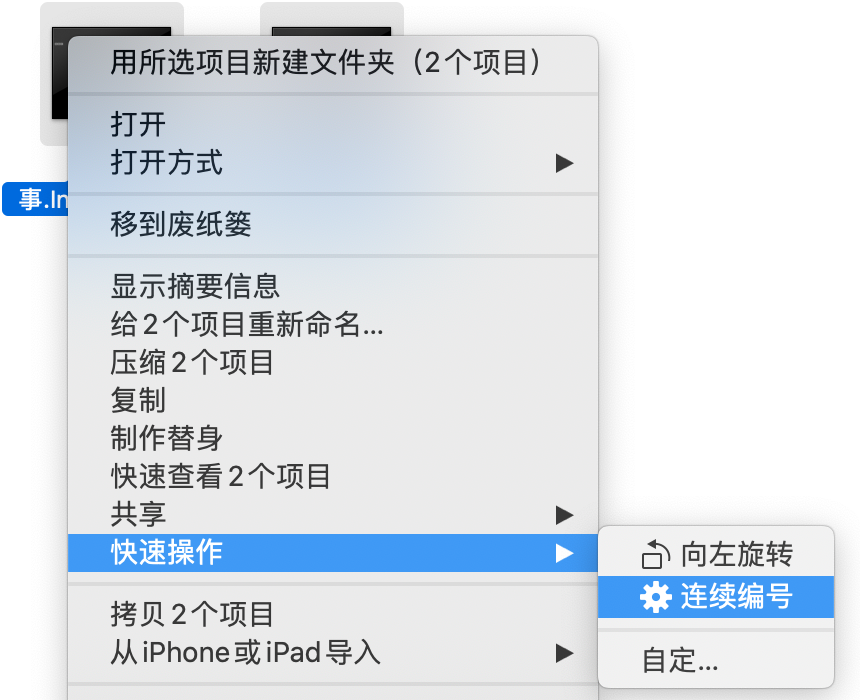 用所选项目新建文件夹（2个项目）
打开
打开方式
事.In
移到废纸篓
显示摘要信息
给2个项目重新命名...
压缩2个项目
复制
制作替身
快速查看2个项目
共享
快速操作
向左旋转
连续编号
自定...
拷贝2个项目
从iPhone或iPad导入